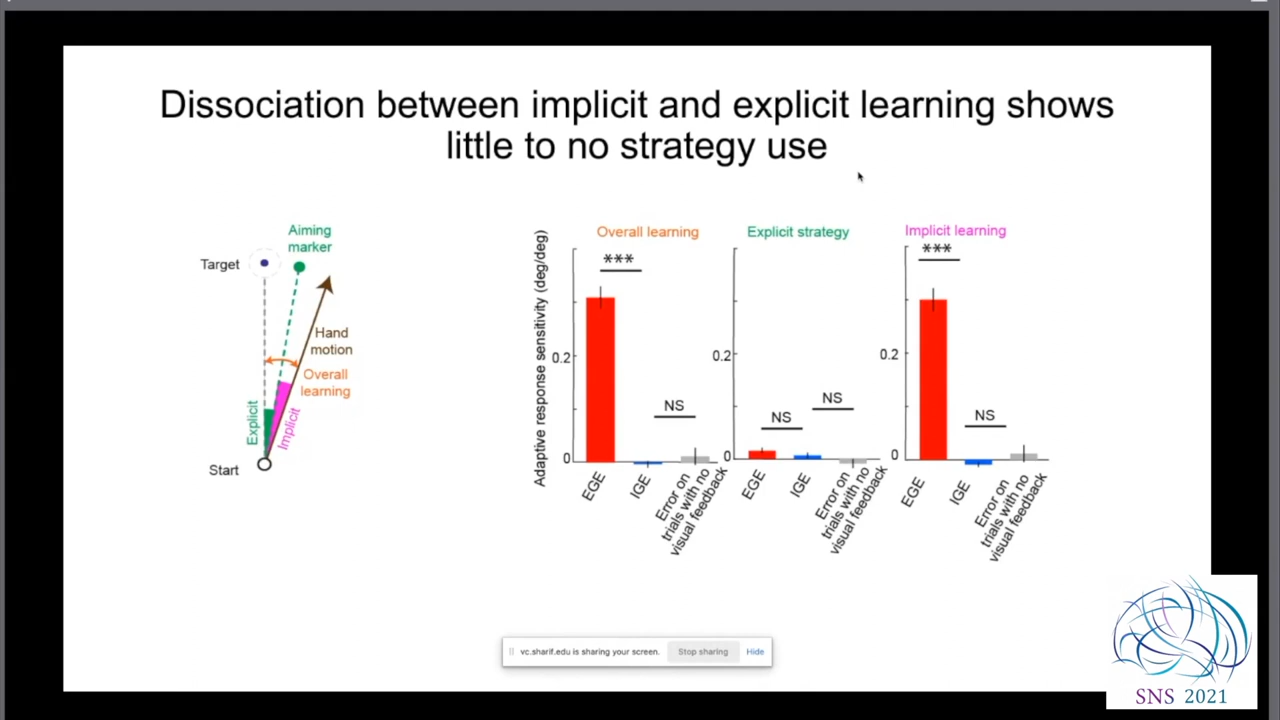 Dissociation between implicit and explicit learning shows
little to no strategy use
Aiming
marker
Target
Hand
motion
Overall
learning
Explicit
Implicit
Start
Adaptive response sensitivity (deg/deg)
Overall learning
***
0.2
NS
0
EGE
IGE
Error on
trials with no
visual feedback
Explicit strategy
0.2
NS
NS
0
EGE
IGE
Error on
trials with no
visual feedback
Implicit learning
***
0.2
NS
0
EGE
IGE
Error on
trials with no
visual feedback
vc.sharif.edu is sharing your screen.
Stop sharing
Hide
SNS 2021